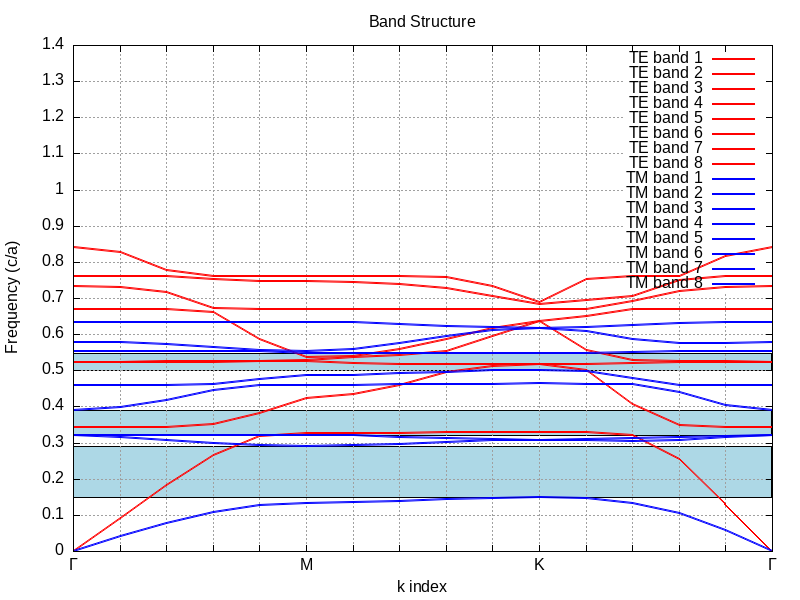 Band Structure
1.4
1.3
1.2
1.1
1
0.9
0.8
0.7
0.6
0.5
0.4
0.3
0.2
0.1
0
Frequency (c/a)
TE band 1
TE band 2
TE band 3
TE band 4
TE band 5
TE band 6
TE band 7
TE band 8
TM band 1
TM band 2
TM band 3
TM band 4
TM band 5
TM band 6
TM band 7
TM band 8
Γ M K Γ
k index